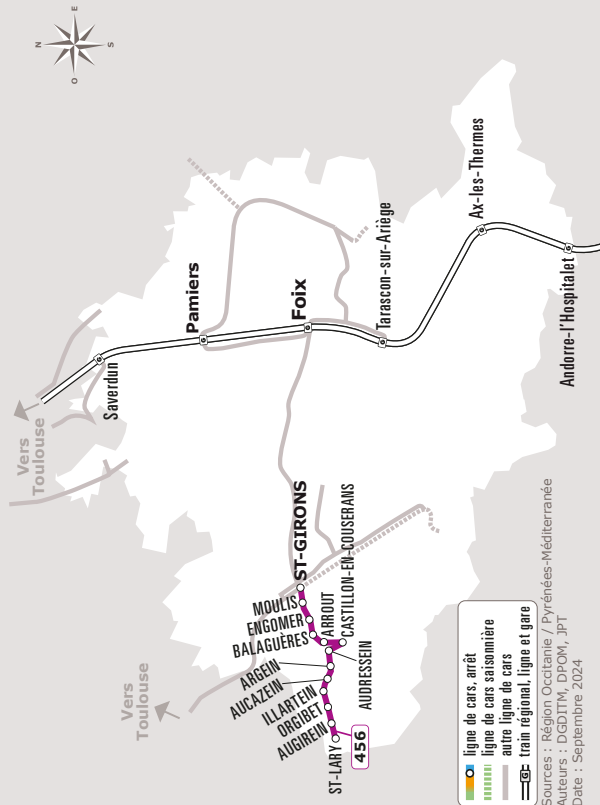 N
E
S
O
Vers
Toulouse
Saverdun
Pamiers
Foix
Tarascon-sur-Ariège
Ax-les-Thermes
Andorre-l'Hospitalet
Vers
Toulouse
ST-GIRONS
MOULIS
ENGOMER
BALAGUÈRES
ARROUT
CASTILLON-EN-COUSERANS
AUDRESSEIN
ARGEIN
AUCAZEIN
ILLARTEIN
ORGIBET
AUGIREIN
ST-LARY
456
ligne de cars, arrêt
ligne de cars saisonnière
autre ligne de cars
G train régional, ligne et gare
Sources : Région Occitanie / Pyrénées-Méditerranée
Auteurs : DGDITM, DPOM, JPT
Date : Septembre 2024